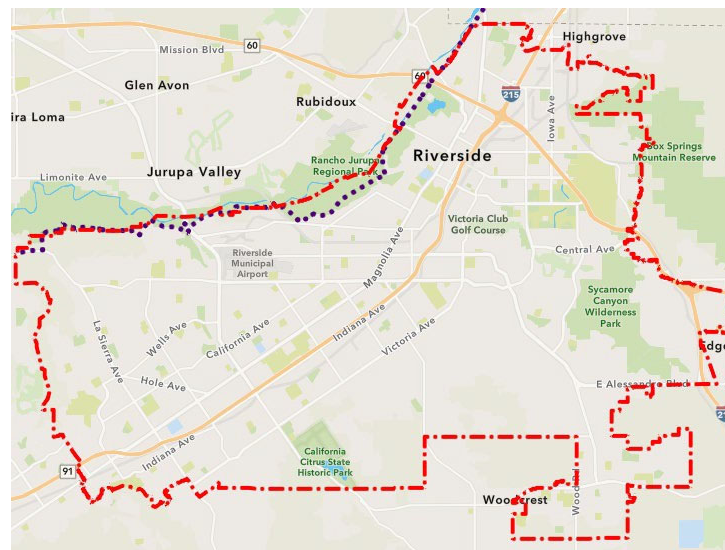 Highgrove
60
Mission Blvd
60
Glen Avon
215
Rubidoux
Iowa Ave
ira Loma
Box Springs
Mountain Reserve
Riverside
Rancho Jurupa
Regional Park
Jurupa Valley
Limonite Ave
Victoria Club
Golf Course
Central Ave
Riverside
Municipal
Airport
Magnolia Ave
Sycamore
Canyon
Wilderness
Park
Indiana Ave
Victoria Ave
California Ave
Wells Ave
La Sierra Ave
Edge
Hole Ave
E Alessandro Blvd
Indiana Ave
California
Citrus State
Historic Park
91
Woodcrest